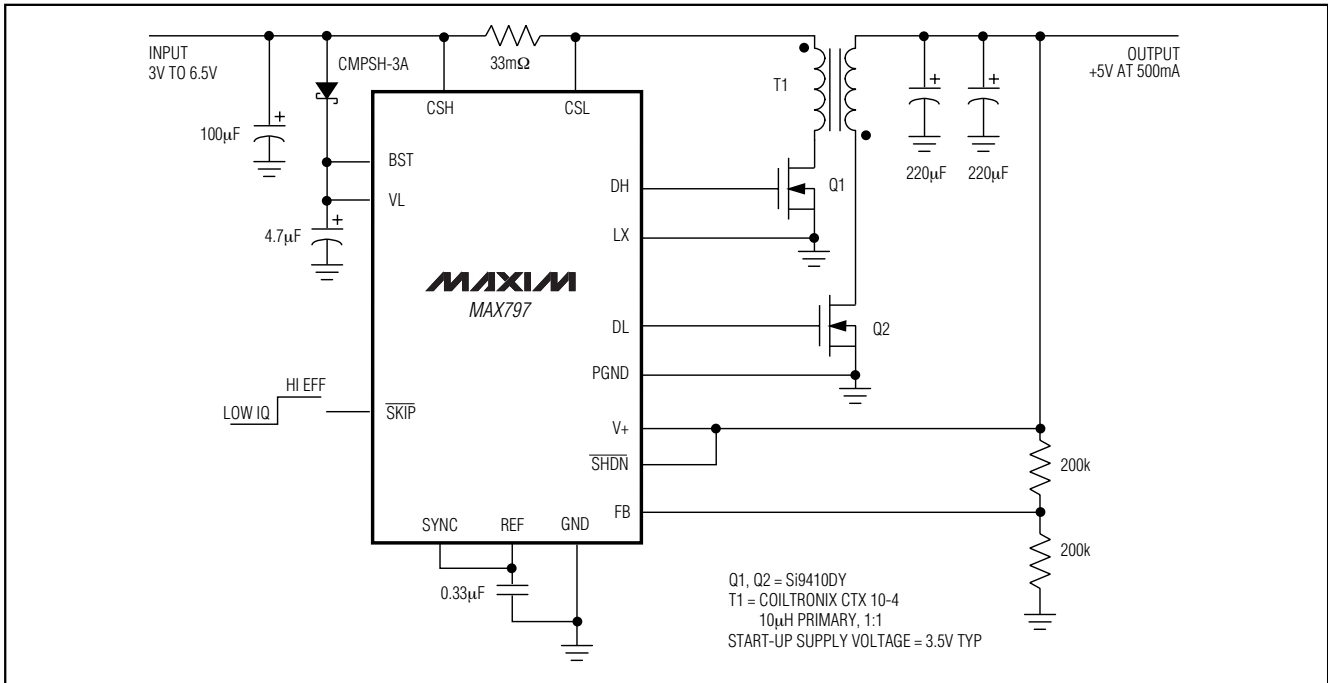 INPUT
3V TO 6.5V
CMPSH-3A
33mΩ
T1
OUTPUT
+5V AT 500mA
+
100µF
CSH
CSL
+
220µF
+
220µF
BST
VL
+
4.7µF
DH
Q1
LX
MAXIM
MAX797
DL
Q2
PGND
HI EFF
LOW IQ
SKIP
V+
SHDN
200k
FB
SYNC
REF
GND
200k
0.33µF
Q1, Q2 = Si9410DY
T1 = COILTRONIX CTX 10-4
10µH PRIMARY, 1:1
START-UP SUPPLY VOLTAGE = 3.5V TYP